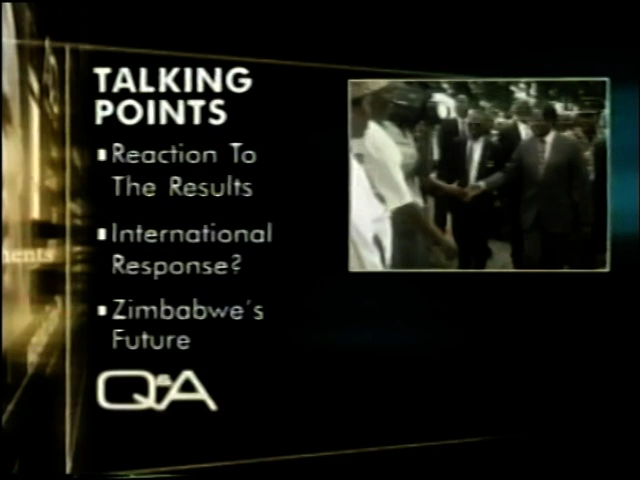 TALKING
POINTS
Reaction To
The Results
International
Response?
Zimbabwe's
Future
Q&A